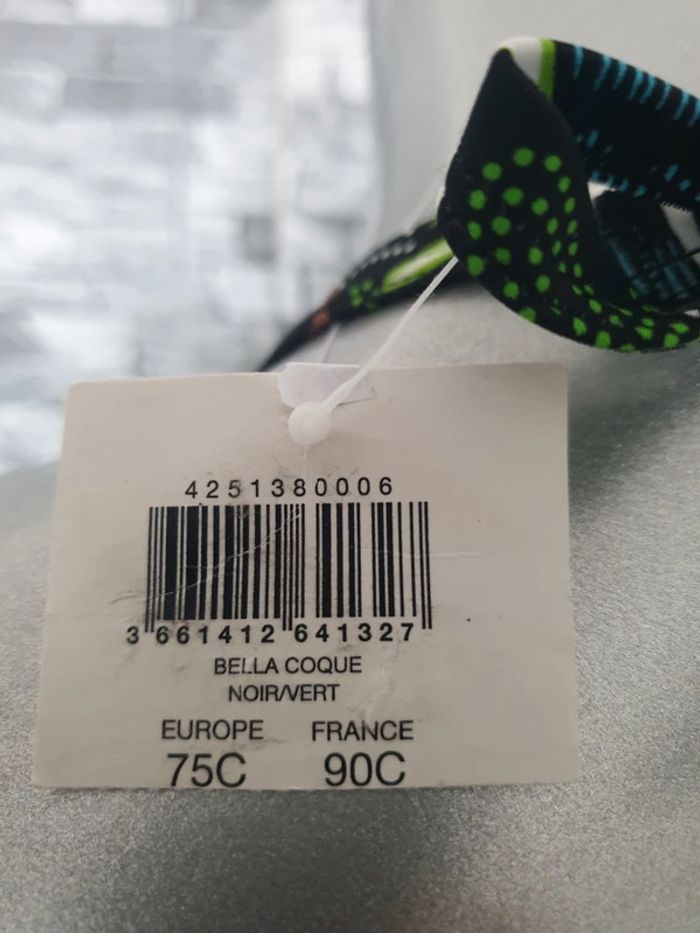 4251380006
3 661412 641327
BELLA COQUE
NOIR/VERT
EUROPE FRANCE
75C 90C